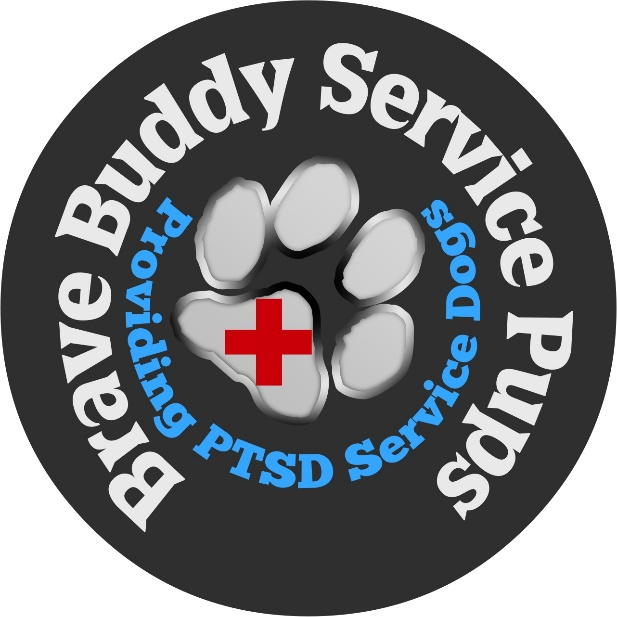 Brave Buddy Service Pups
Providing PTSD Service Dogs